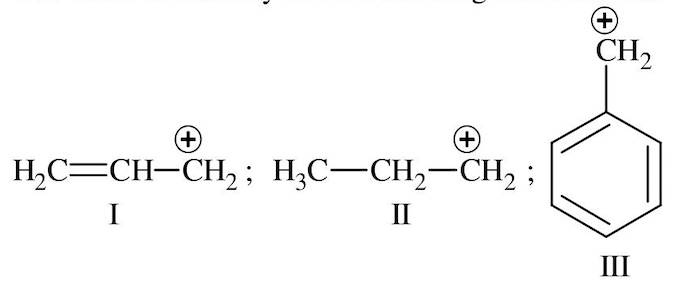 ⊕
CH₂
⊕ ⊕
H₂C=CH—CH₂ ; H₃C—CH₂—CH₂ ;
I II
III